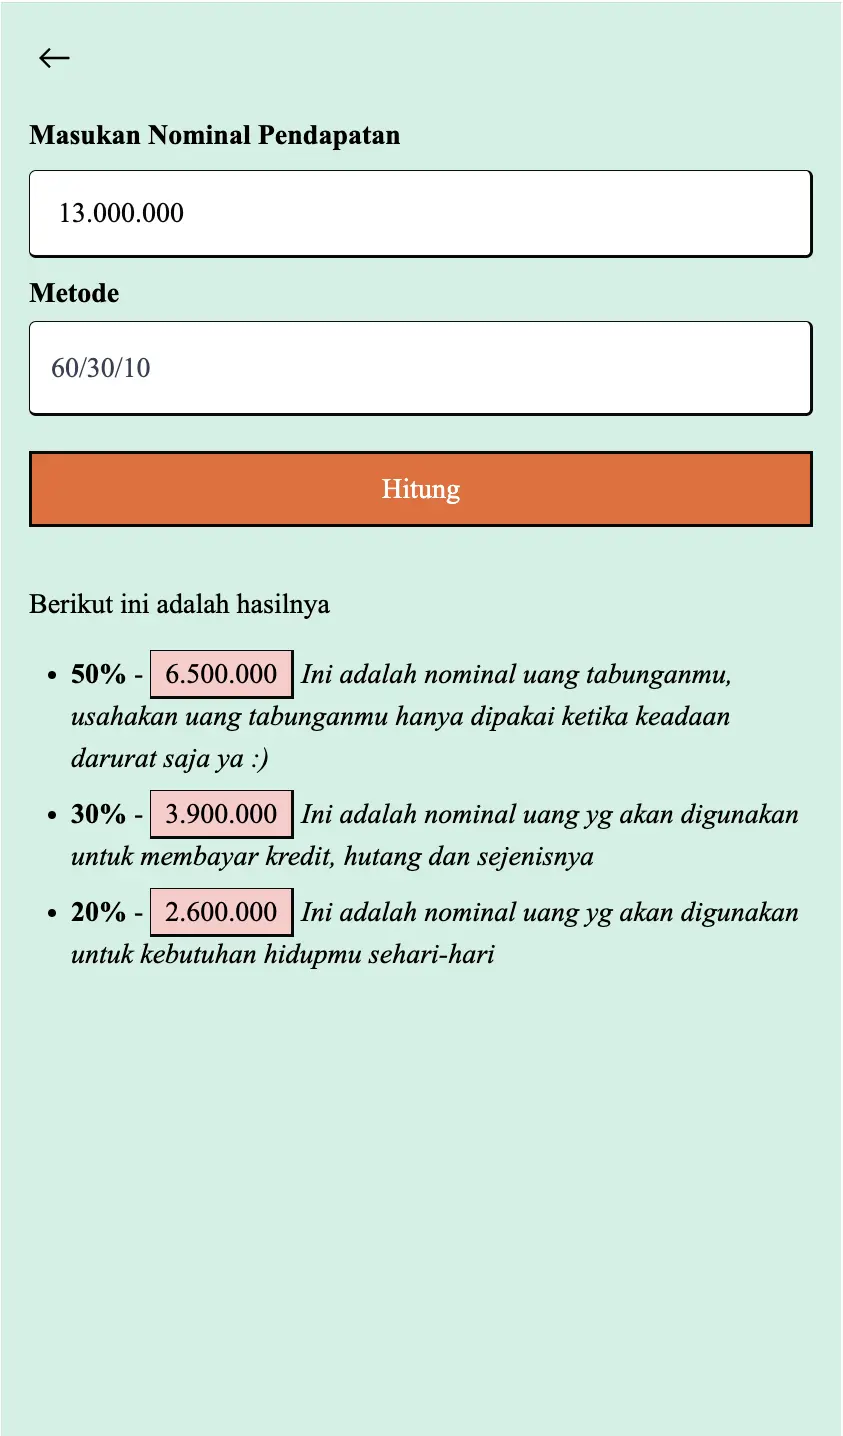 Masukan Nominal Pendapatan
13.000.000
Metode
60/30/10
Hitung
Berikut ini adalah hasilnya
• 50% - 6.500.000 Ini adalah nominal uang tabunganmu,
usahakan uang tabunganmu hanya dipakai ketika keadaan
darurat saja ya :)
• 30% - 3.900.000 Ini adalah nominal uang yg akan digunakan
untuk membayar kredit, hutang dan sejenisnya
• 20% - 2.600.000 Ini adalah nominal uang yg akan digunakan
untuk kebutuhan hidupmu sehari-hari